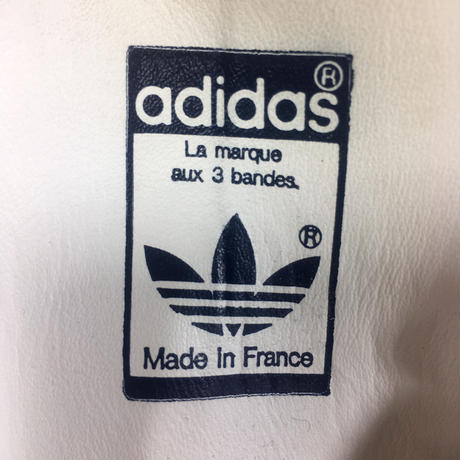 adidas®
La marque
aux 3 bandes.
®
Made in France